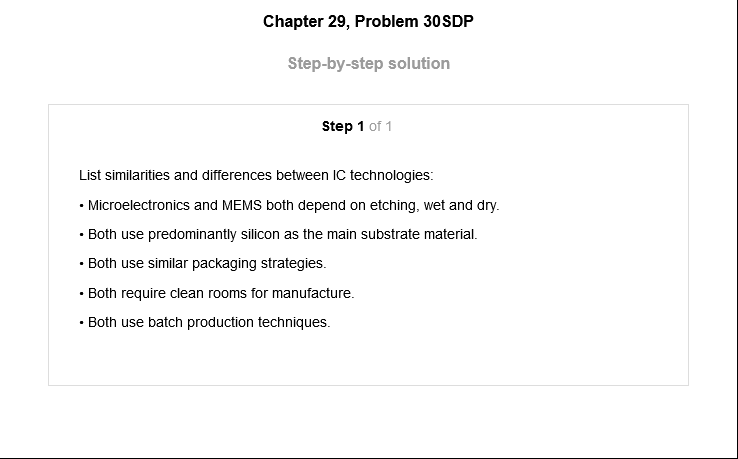 Chapter 29, Problem 30SDP
Step-by-step solution
Step 1 of 1
List similarities and differences between IC technologies:
• Microelectronics and MEMS both depend on etching, wet and dry.
• Both use predominantly silicon as the main substrate material.
• Both use similar packaging strategies.
• Both require clean rooms for manufacture.
• Both use batch production techniques.